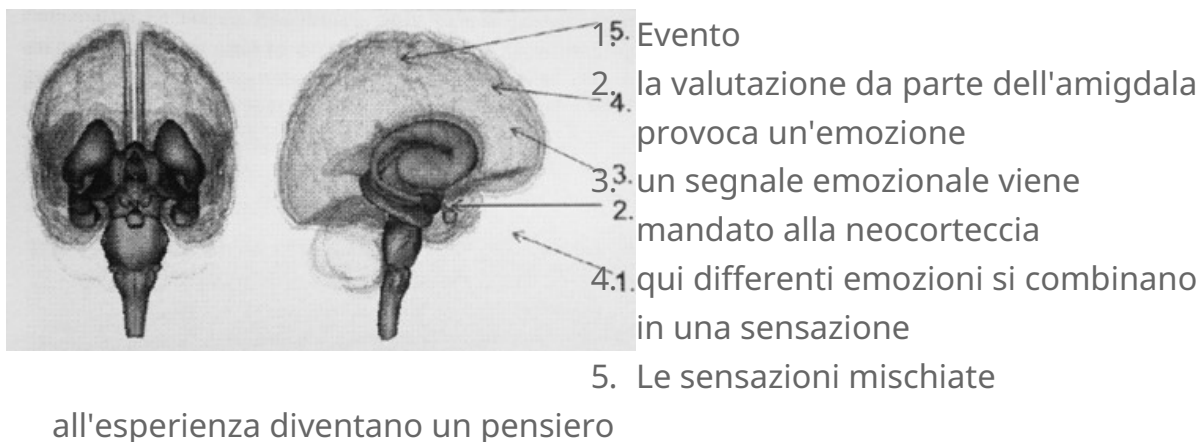 5.
4.
3.
2.
1.
1. Evento
2. la valutazione da parte dell'amigdala
provoca un'emozione
3. un segnale emozionale viene
mandato alla neocorteccia
4. qui differenti emozioni si combinano
in una sensazione
5. Le sensazioni mischiate
all'esperienza diventano un pensiero